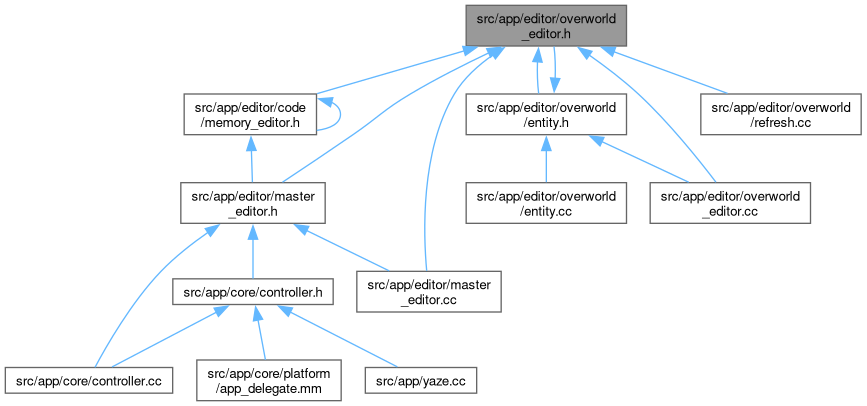 src/app/editor/overworld
_editor.h
src/app/editor/code
/memory_editor.h
src/app/editor/overworld
/entity.h
src/app/editor/overworld
/refresh.cc
src/app/editor/master
_editor.h
src/app/editor/overworld
/entity.cc
src/app/editor/overworld
_editor.cc
src/app/core/controller.h
src/app/editor/master
_editor.cc
src/app/core/controller.cc
src/app/core/platform
/app_delegate.mm
src/app/yaze.cc